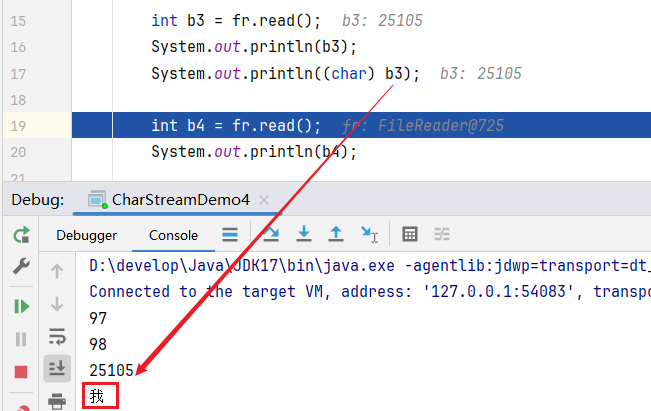 15 int b3 = fr.read(); b3: 25105
16 System.out.println(b3);
17 System.out.println((char) b3); b3: 25105
18
19 int b4 = fr.read(); fr: FileReader@725
20 System.out.println(b4);
21
Debug: CharStreamDemo4
Debugger Console
D:\develop\Java\JDK17\bin\java.exe -agentlib:jdwp=transport=dt_
Connected to the target VM, address: '127.0.0.1:54083', transpo
97
98
25105
我